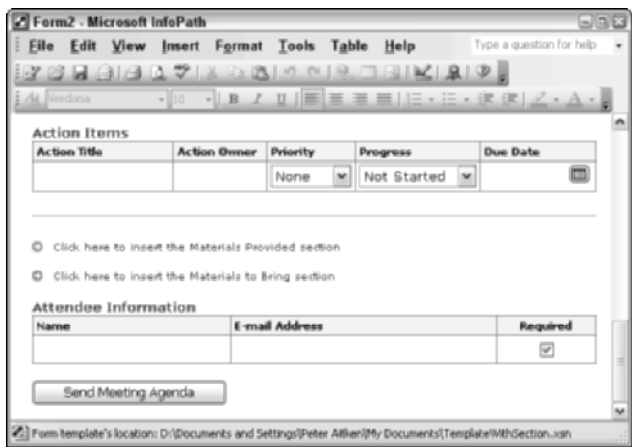 Form2 - Microsoft InfoPath
File Edit View Insert Format Tools Table Help Type a question for help
Verdana 10 B I U
Action Items
Action Title Action Owner Priority Progress Due Date
None Not Started
Click here to insert the Materials Provided section
Click here to insert the Materials to Bring section
Attendee Information
Name E-mail Address Required
Send Meeting Agenda
Form template's location: D:\Documents and Settings\Peter Aitken\My Documents\TemplateWithSection.xsn